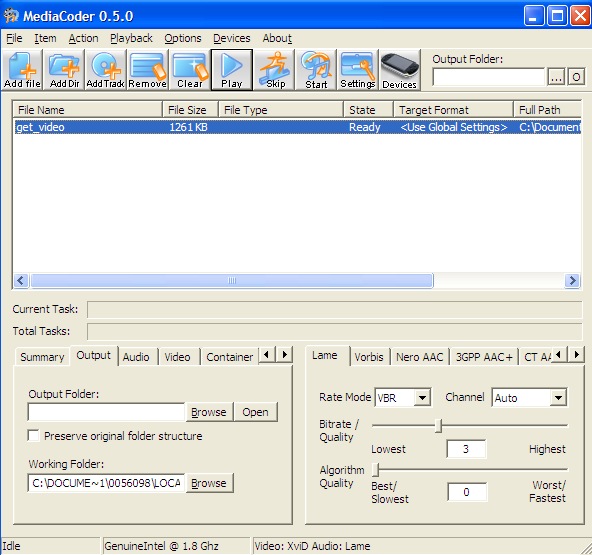 MediaCoder 0.5.0
File Item Action Playback Options Devices About
Add file Add Dir Add Track Remove Clear Play Skip Start Settings Devices
Output Folder:
... O
File Name File Size File Type State Target Format Full Path
get_video 1261 KB Ready <Use Global Settings> C:\Document
Current Task:
Total Tasks:
Summary Output Audio Video Container
Lame Vorbis Nero AAC 3GPP AAC+ CT AA
Output Folder:
Browse Open
Preserve original folder structure
Working Folder:
C:\DOCUME~1\0056098\LOCA Browse
Rate Mode VBR Channel Auto
Bitrate /
Quality
Lowest 3 Highest
Algorithm
Quality
Best/
Slowest
0
Worst/
Fastest
Idle GenuineIntel @ 1.8 Ghz Video: XviD Audio: Lame